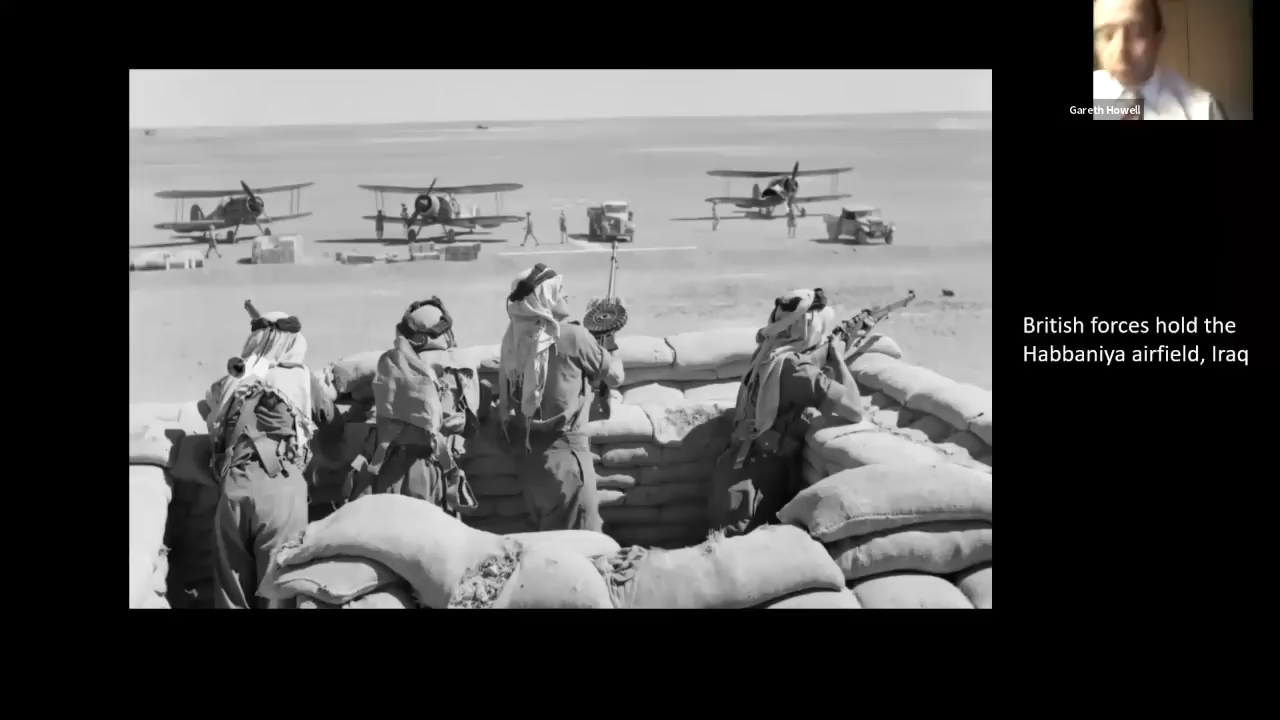 Gareth Howell
British forces hold the
Habbaniya airfield, Iraq